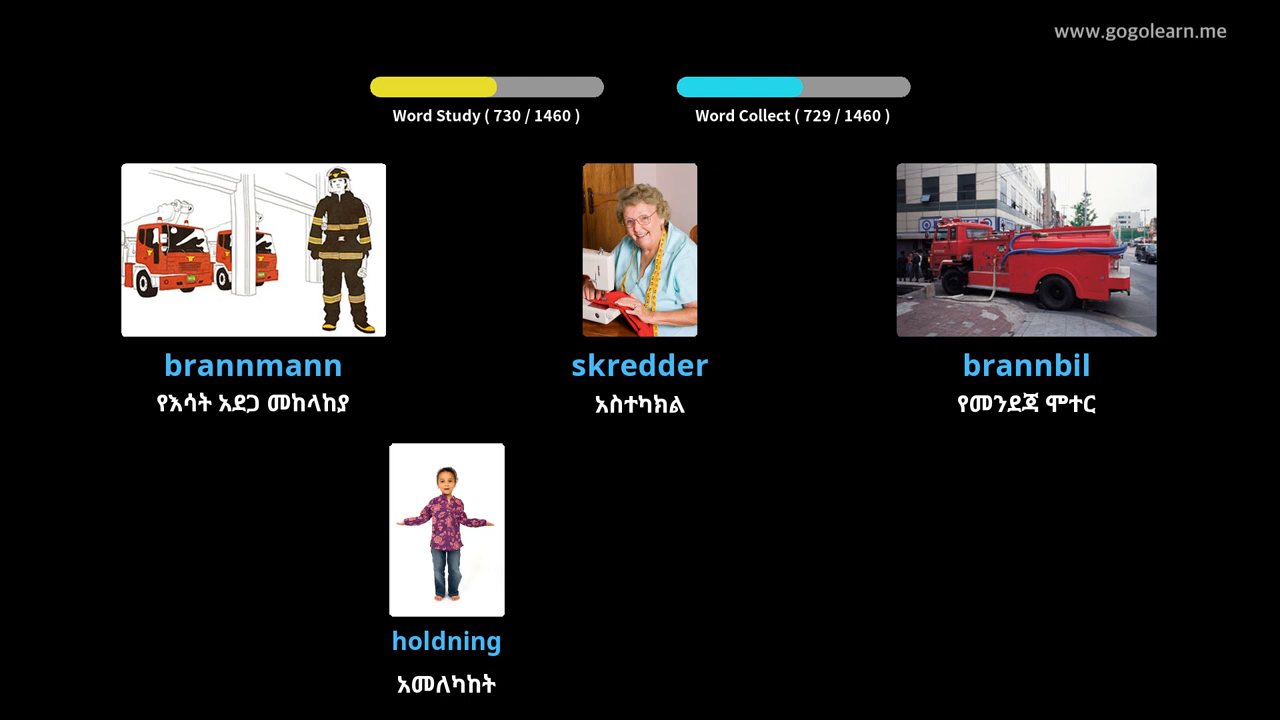 www.gogolearn.me
Word Study ( 730 / 1460 )
Word Collect ( 729 / 1460 )
brannmann
skredder
brannbil
የእሳት አደጋ መከላከያ
አስተካክል
የመንደጃ ሞተር
holdning
አመለካከት